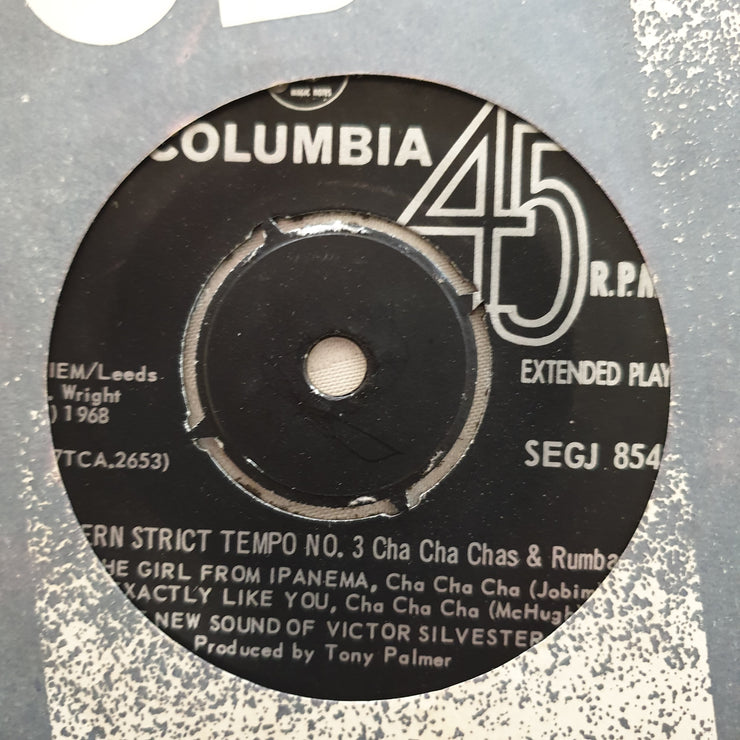 MAGIC NOTES
COLUMBIA
45
R.P.M.
IEM/Leeds
. Wright
) 1968
EXTENDED PLAY
7TCA.2653)
SEGJ 854
ERN STRICT TEMPO NO. 3 Cha Cha Chas & Rumba
HE GIRL FROM IPANEMA, Cha Cha Cha (Jobim
XACTLY LIKE YOU, Cha Cha Cha (McHugh
NEW SOUND OF VICTOR SILVESTER
Produced by Tony Palmer